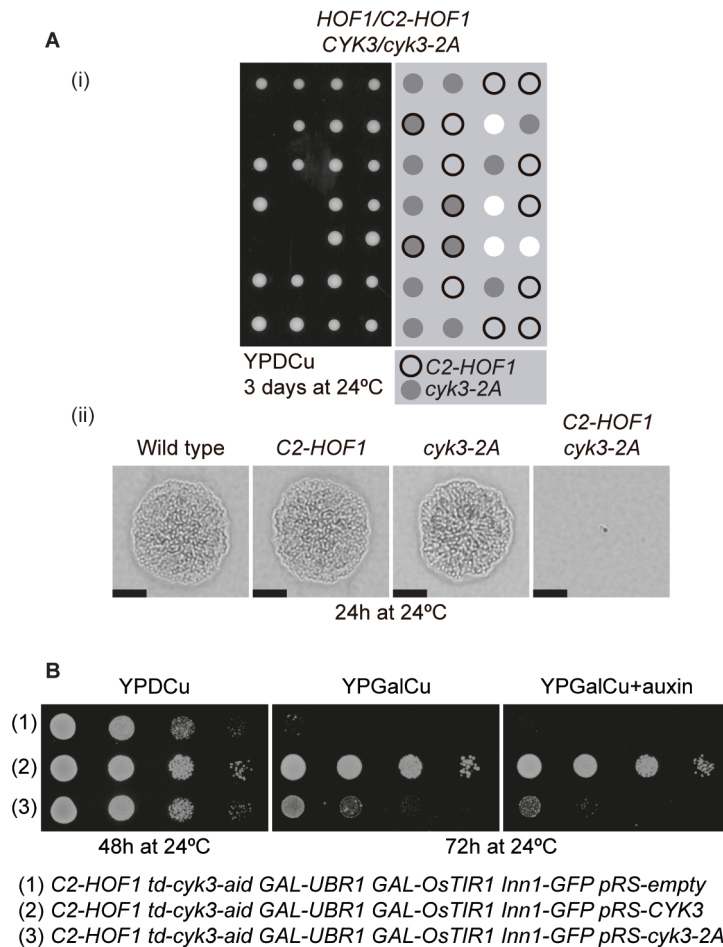 HOF1/C2-HOF1
CYK3/cyk3-2A
A
(i)
YPDCu
3 days at 24ºC
C2-HOF1
cyk3-2A
(ii)
Wild type
C2-HOF1
cyk3-2A
C2-HOF1
cyk3-2A
24h at 24ºC
B
YPDCu
YPGalCu
YPGalCu+auxin
(1)
(2)
(3)
48h at 24ºC
72h at 24ºC
(1) C2-HOF1 td-cyk3-aid GAL-UBR1 GAL-OsTIR1 Inn1-GFP pRS-empty
(2) C2-HOF1 td-cyk3-aid GAL-UBR1 GAL-OsTIR1 Inn1-GFP pRS-CYK3
(3) C2-HOF1 td-cyk3-aid GAL-UBR1 GAL-OsTIR1 Inn1-GFP pRS-cyk3-2A